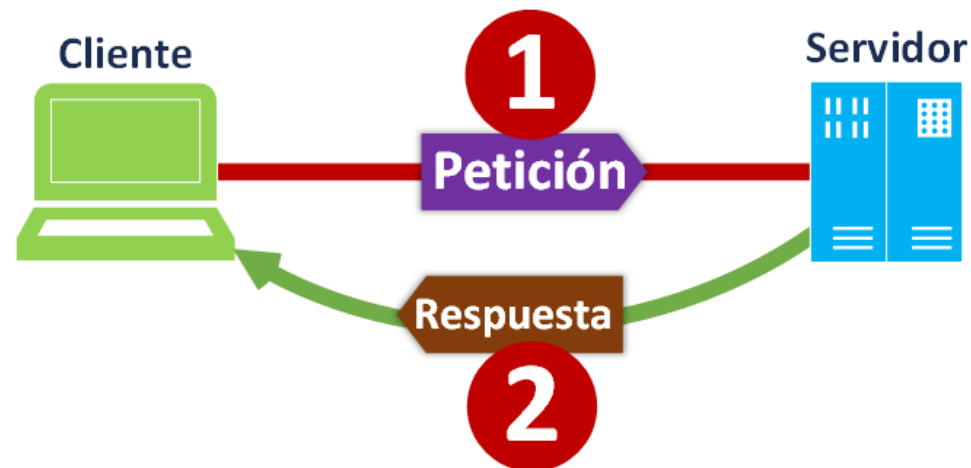 Cliente
1
Servidor
Petición
Respuesta
2